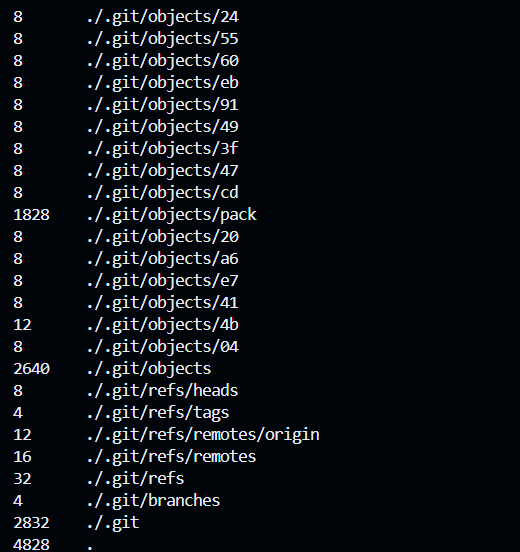 8 ./.git/objects/24
8 ./.git/objects/55
8 ./.git/objects/60
8 ./.git/objects/eb
8 ./.git/objects/91
8 ./.git/objects/49
8 ./.git/objects/3f
8 ./.git/objects/47
8 ./.git/objects/cd
1828 ./.git/objects/pack
8 ./.git/objects/20
8 ./.git/objects/a6
8 ./.git/objects/e7
8 ./.git/objects/41
12 ./.git/objects/4b
8 ./.git/objects/04
2640 ./.git/objects
8 ./.git/refs/heads
4 ./.git/refs/tags
12 ./.git/refs/remotes/origin
16 ./.git/refs/remotes
32 ./.git/refs
4 ./.git/branches
2832 ./.git
4828 .